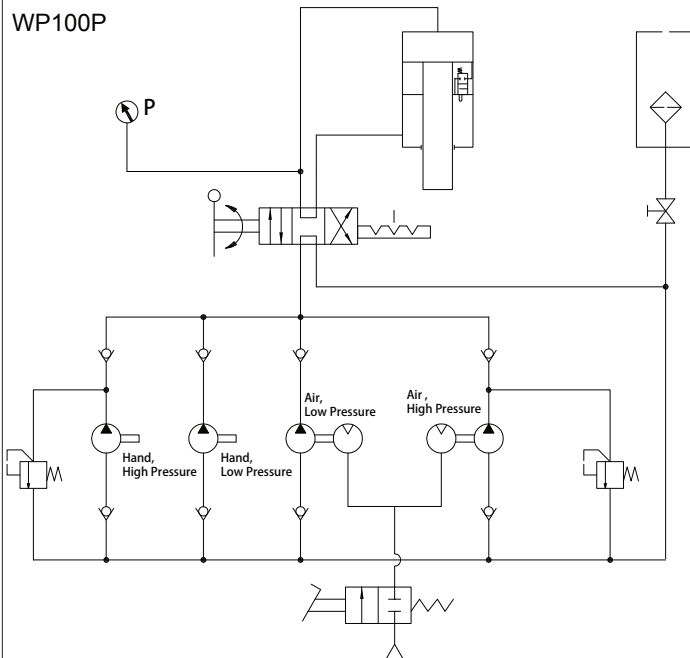 WP100P
P
Air,
Low Pressure
Air ,
High Pressure
Hand,
High Pressure
Hand,
Low Pressure